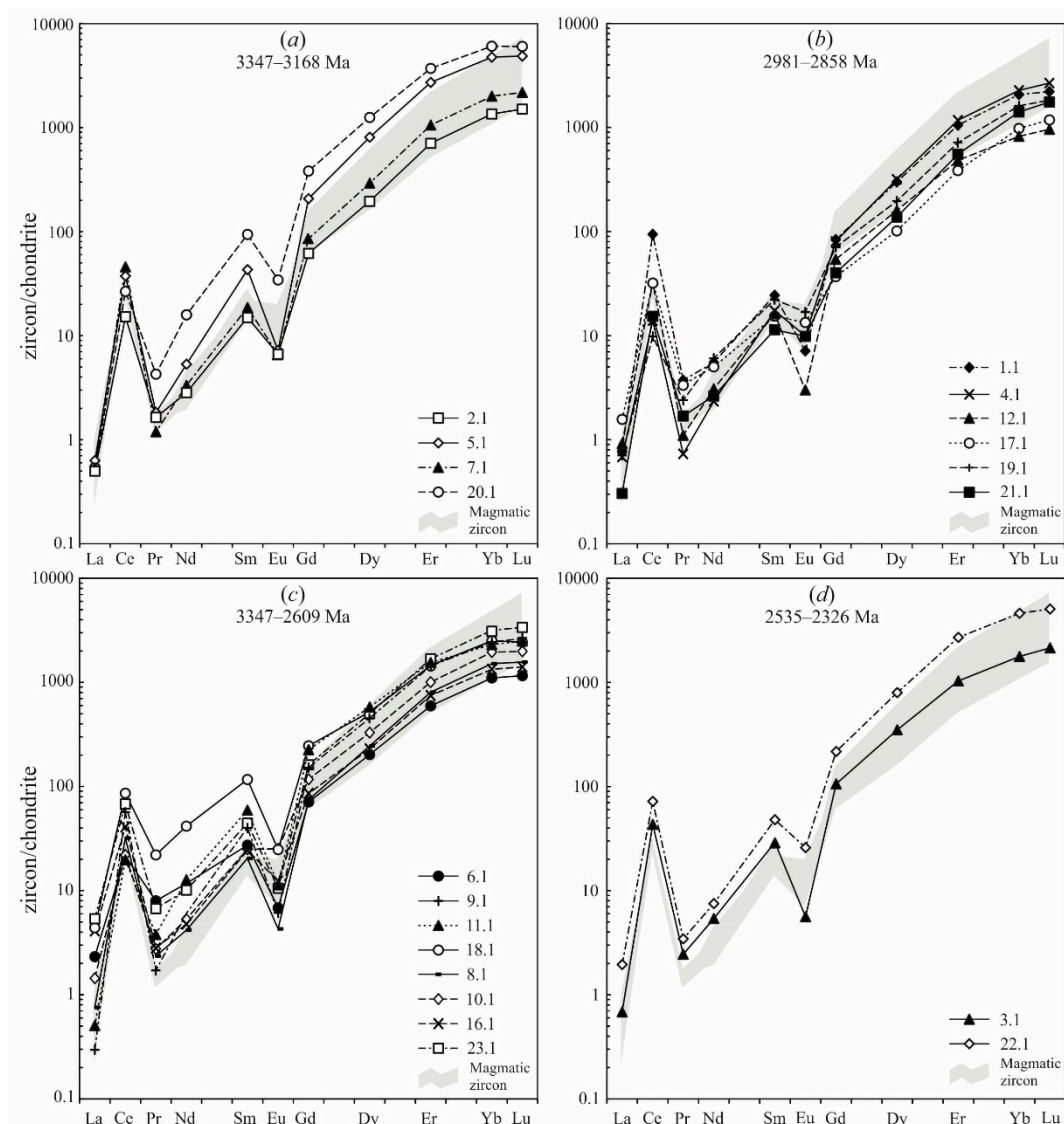 (a)
3347–3168 Ma
zircon/chondrite
10000
1000
100
10
1
0.1
2.1
5.1
7.1
20.1
Magmatic
zircon
La Ce Pr Nd Sm Eu Gd Dy Er Yb Lu
(b)
2981–2858 Ma
10000
1000
100
10
1
0.1
1.1
4.1
12.1
17.1
19.1
21.1
Magmatic
zircon
La Ce Pr Nd Sm Eu Gd Dy Er Yb Lu
(c)
3347–2609 Ma
zircon/chondrite
10000
1000
100
10
1
0.1
6.1
9.1
11.1
18.1
8.1
10.1
16.1
23.1
Magmatic
zircon
La Ce Pr Nd Sm Eu Gd Dy Er Yb Lu
(d)
2535–2326 Ma
10000
1000
100
10
1
0.1
3.1
22.1
Magmatic
zircon
La Ce Pr Nd Sm Eu Gd Dy Er Yb Lu